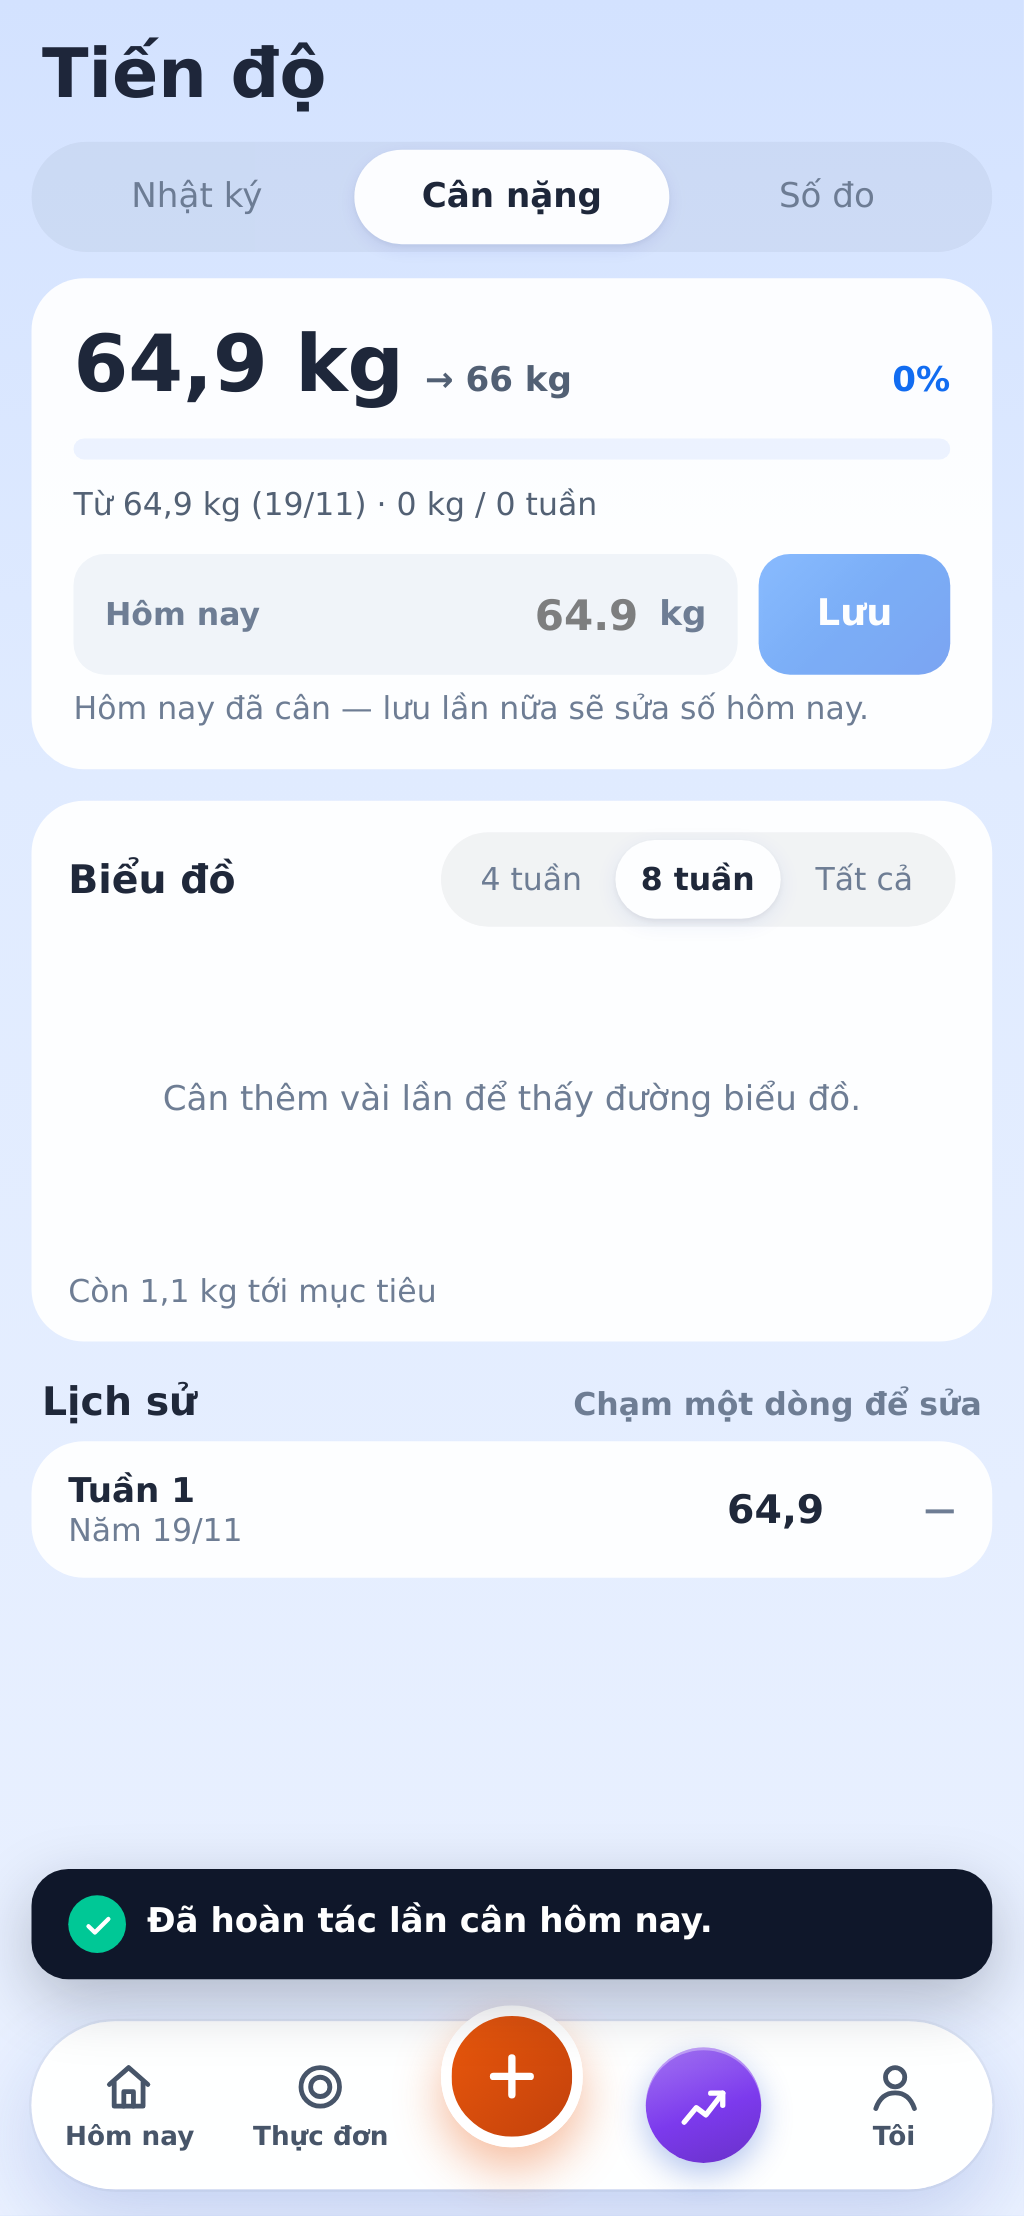 Tiến độ
Nhật ký
Cân nặng
Số đo
64,9 kg → 66 kg 0%
Từ 64,9 kg (19/11) · 0 kg / 0 tuần
Hôm nay 64.9 kg Lưu
Hôm nay đã cân — lưu lần nữa sẽ sửa số hôm nay.
Biểu đồ
4 tuần
8 tuần
Tất cả
Cân thêm vài lần để thấy đường biểu đồ.
Còn 1,1 kg tới mục tiêu
Lịch sử
Chạm một dòng để sửa
Tuần 1
Năm 19/11
64,9 —
Đã hoàn tác lần cân hôm nay.
Hôm nay
Thực đơn
Tôi